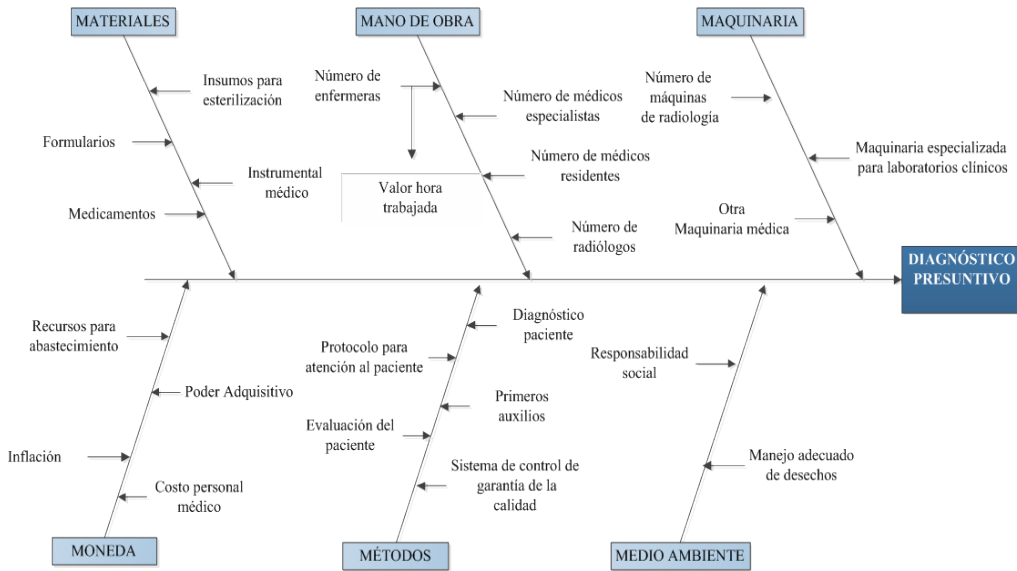 MATERIALES
MANO DE OBRA
MAQUINARIA
Insumos para
esterilización
Formularios
Instrumental
médico
Medicamentos
Número de
enfermeras
Número de médicos
especialistas
Número de médicos
residentes
Valor hora
trabajada
Número de
radiólogos
Número de
máquinas
de radiología
Maquinaria especializada
para laboratorios clínicos
Otra
Maquinaria médica
DIAGNÓSTICO
PRESUNTIVO
Recursos para
abastecimiento
Poder Adquisitivo
Inflación
Costo personal
médico
Diagnóstico
paciente
Protocolo para
atención al paciente
Primeros
auxilios
Evaluación del
paciente
Sistema de control de
garantía de la
calidad
Responsabilidad
social
Manejo adecuado
de desechos
MONEDA
MÉTODOS
MEDIO AMBIENTE